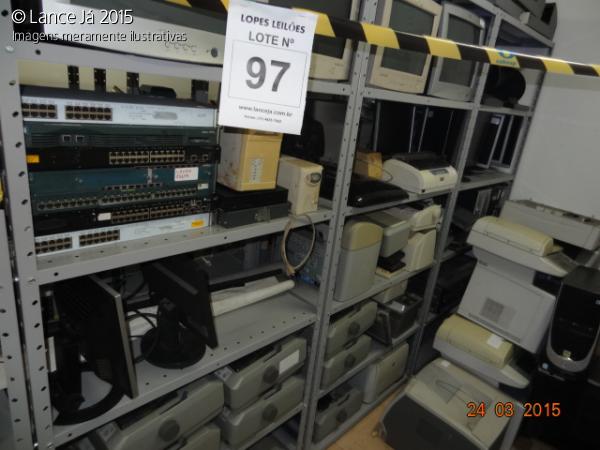 © Lance Já 2015
Imagens meramente ilustrativas
LOPES LEILÕES
LOTE Nº
97
www.lanceja.com.br
24 03 2015